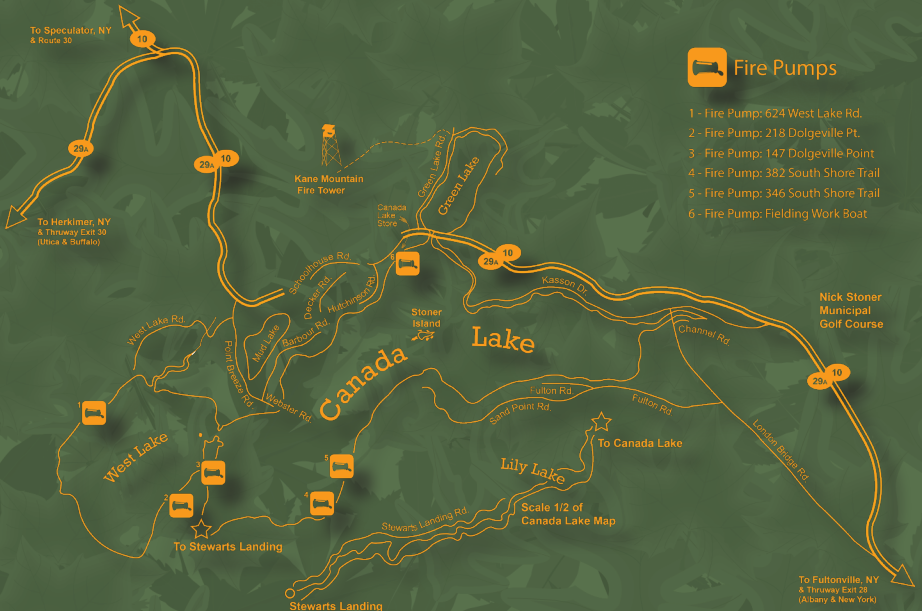 To Speculator, NY
& Route 30
10
29A
29A 10
To Herkimer, NY
& Thruway Exit 30
(Utica & Buffalo)
Kane Mountain
Fire Tower
Green Lake Rd.
Green Lake
Canada
Lake
Store
Fire Pumps
1 - Fire Pump: 624 West Lake Rd.
2 - Fire Pump: 218 Dolgeville Pt.
3 - Fire Pump: 147 Dolgeville Point
4 - Fire Pump: 382 South Shore Trail
5 - Fire Pump: 346 South Shore Trail
6 - Fire Pump: Fielding Work Boat
6
29A 10
Schoolhouse Rd.
Decker Rd.
Hutchinson Rd.
Barbour Rd.
Mud Lake
West Lake Rd.
Point Breeze Rd.
Webster Rd.
Stoner
Island
Canada Lake
Kasson Dr.
Channel Rd.
Nick Stoner
Municipal
Golf Course
29A 10
Fulton Rd.
Fulton Rd.
Sand Point Rd.
London Bridge Rd.
1
West Lake
3
2
5
4
To Stewarts Landing
To Canada Lake
Lily Lake
Scale 1/2 of
Canada Lake Map
Stewarts Landing Rd.
Stewarts Landing
To Fultonville, NY
& Thruway Exit 28
(Albany & New York)